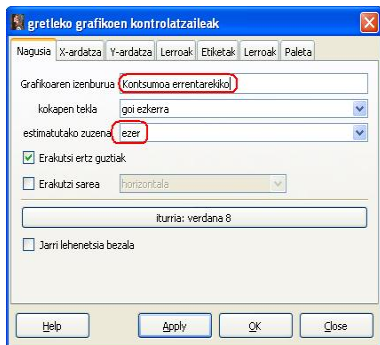 gretleko grafikoen kontrolatzaileak
Nagusia X-ardatza Y-ardatza Lerroak Etiketak Lerroak Paleta
Grafikoaren izenburua Kontsumoa errentarekiko
kokapen tekla goi ezkerra
estimatutako zuzena ezer
Erakutsi ertz guztiak
Erakutzi sarea horizontala
iturria: verdana 8
Jarri lehenetsia bezala
Help Apply OK Close